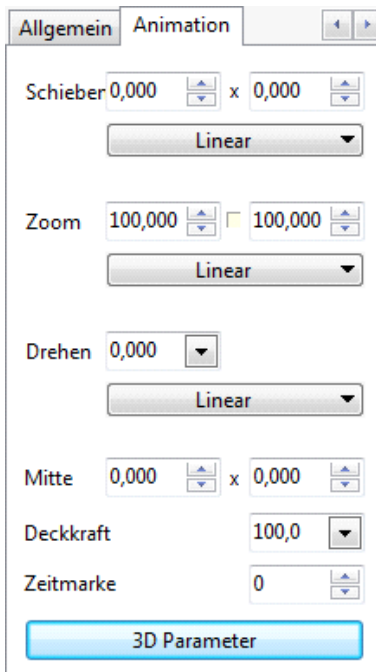 Allgemein Animation
Schieben 0,000 x 0,000
Linear
Zoom 100,000 100,000
Linear
Drehen 0,000
Linear
Mitte 0,000 x 0,000
Deckkraft 100,0
Zeitmarke 0
3D Parameter